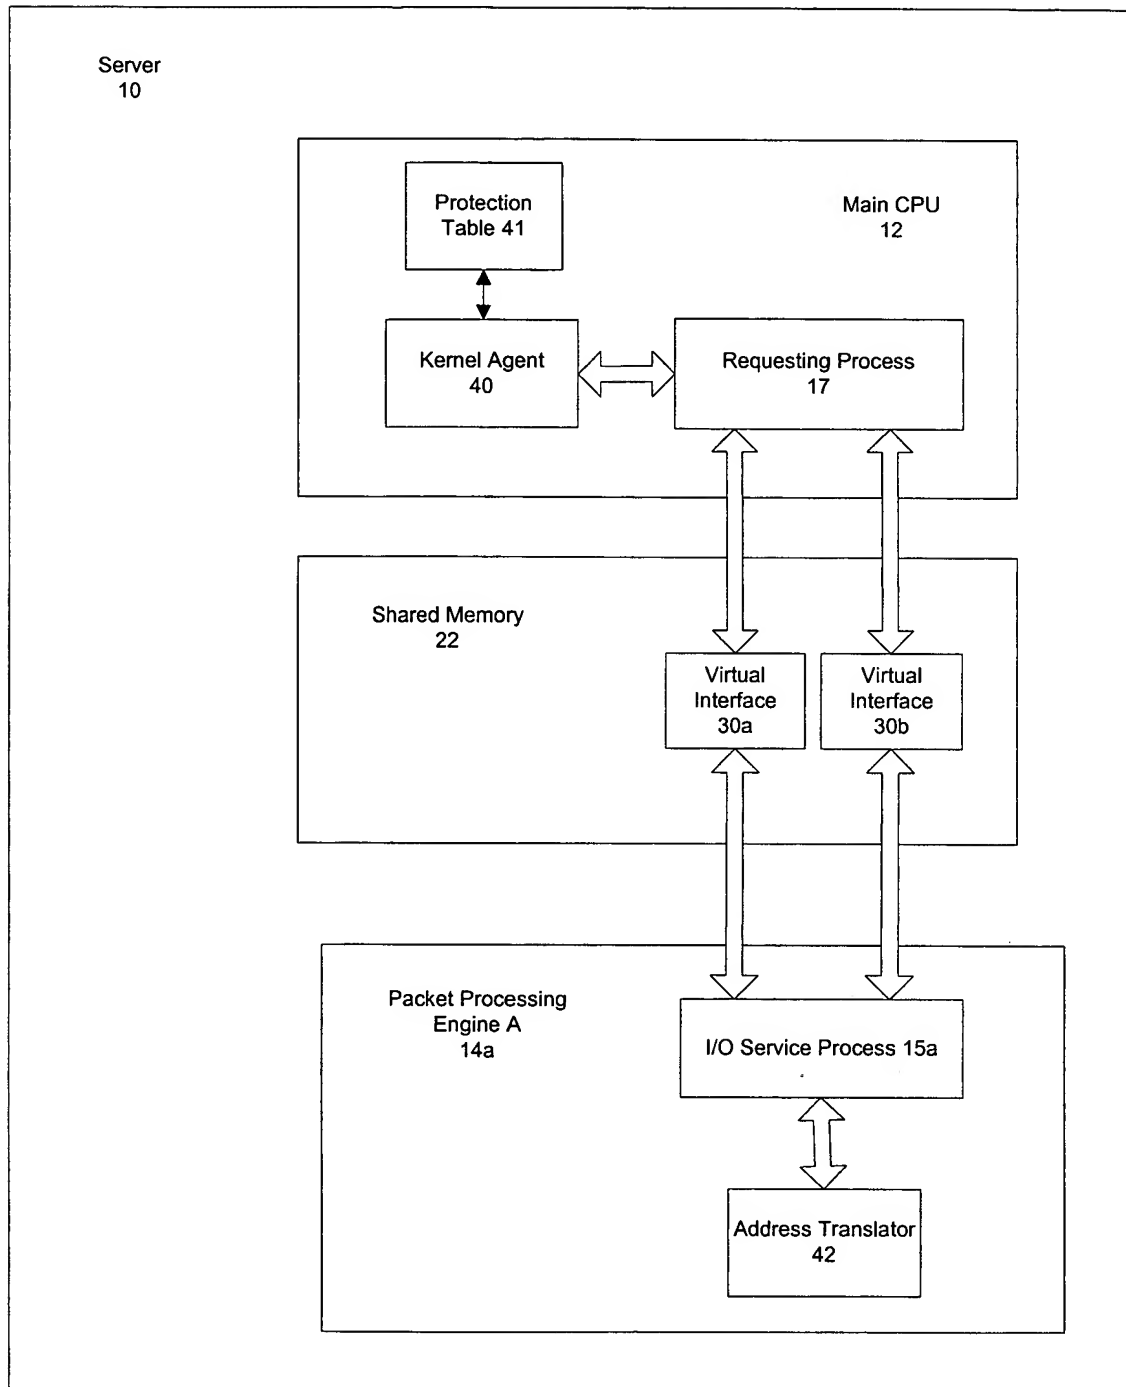 Server
10
Protection
Table 41
Main CPU
12
Kernel Agent
40
Requesting Process
17
Shared Memory
22
Virtual
Interface
30a
Virtual
Interface
30b
Packet Processing
Engine A
14a
I/O Service Process 15a
Address Translator
42